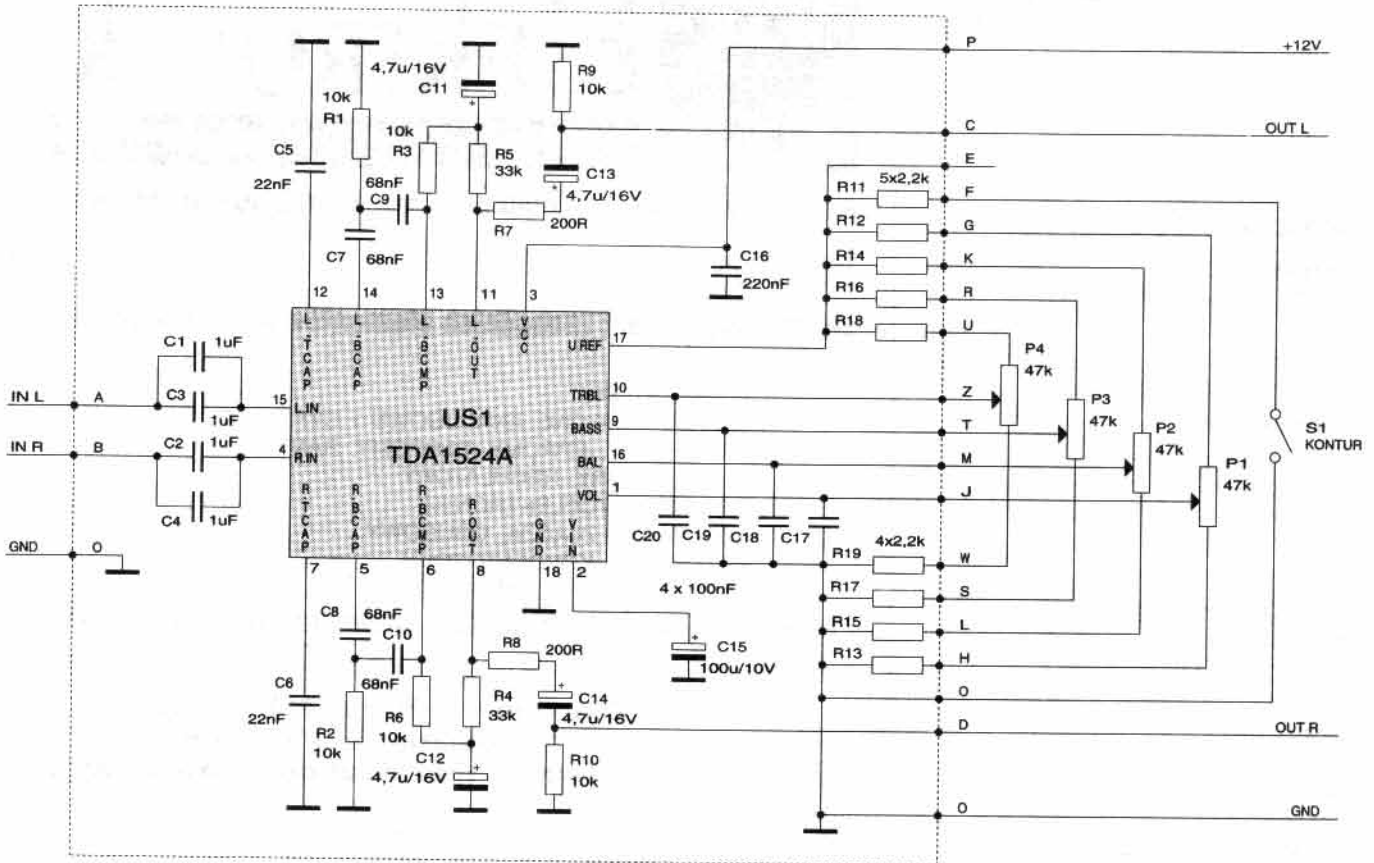 P
+12V
4,7u/16V
C11
R9
10k
10k
R1
10k
R3
C
OUT L
C5
22nF
R5
33k
C13
4,7u/16V
E
68nF
C9
R11
5x2,2k
F
R7
200R
R12
G
C7
68nF
C16
220nF
R14
K
R16
R
R18
U
12
14
13
11
3
L.TCAP
L.BCAP
L.BCMP
L.OUT
VCC
U.REF
17
P4
47k
C1
1uF
TRBL
10
Z
P3
47k
IN L
A
C3
1uF
15
L.IN
US1
BASS
9
T
P2
47k
S1
KONTUR
IN R
B
C2
1uF
4
R.IN
TDA1524A
BAL
16
M
P1
47k
C4
1uF
VOL
1
J
R.TCAP
R.BCAP
R.BCMP
R.OUT
GND
VIN
C20
C19
C18
C17
R19
4x2,2k
W
GND
O
7
5
6
8
18
2
4 x 100nF
R17
S
C8
68nF
C10
R15
L
R8
200R
C15
100u/10V
R13
H
C6
22nF
68nF
R2
10k
R6
10k
R4
33k
C14
4,7u/16V
O
D
OUT R
C12
4,7u/16V
R10
10k
O
GND